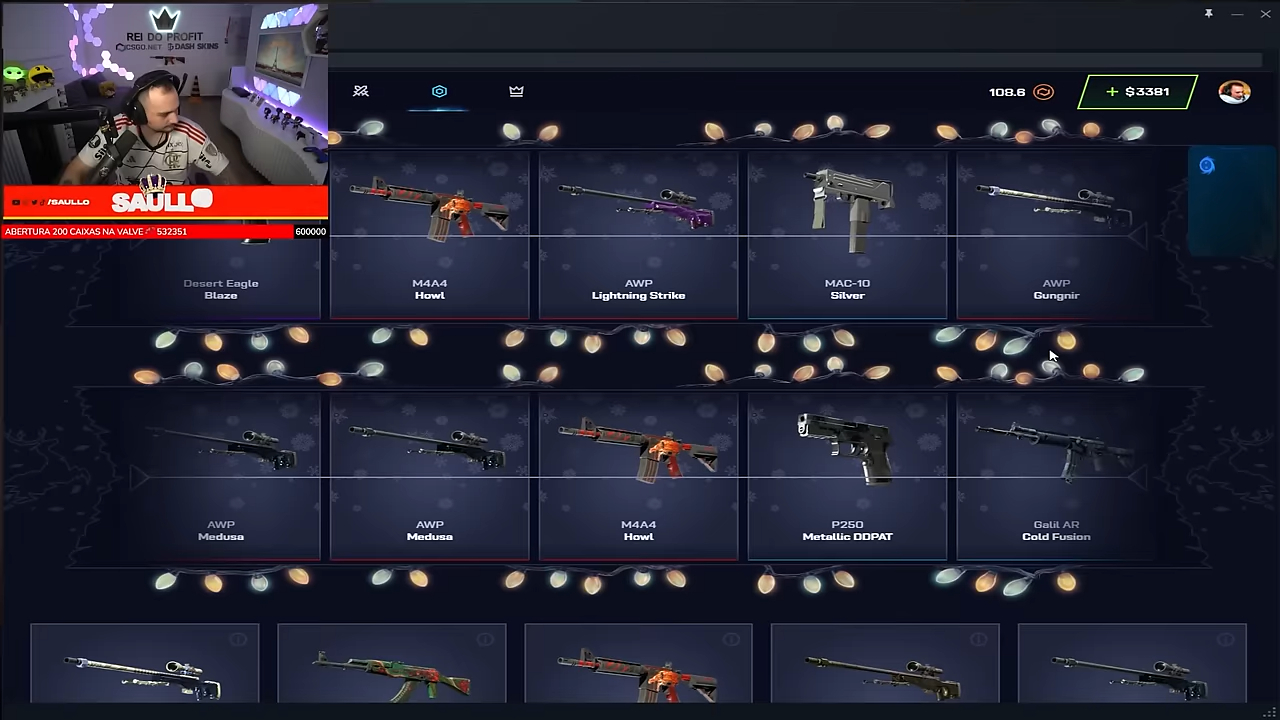 REI DO PROFIT
CSGO.NET DASH SKINS
/SAULLO
SAULLO
ABERTURA 200 CAIXAS NA VALVE 532351
600000
108.6
+ $3381
Desert Eagle
Blaze
M4A4
Howl
AWP
Lightning Strike
MAC-10
Silver
AWP
Gungnir
AWP
Medusa
AWP
Medusa
M4A4
Howl
P250
Metallic DDPAT
Galil AR
Cold Fusion